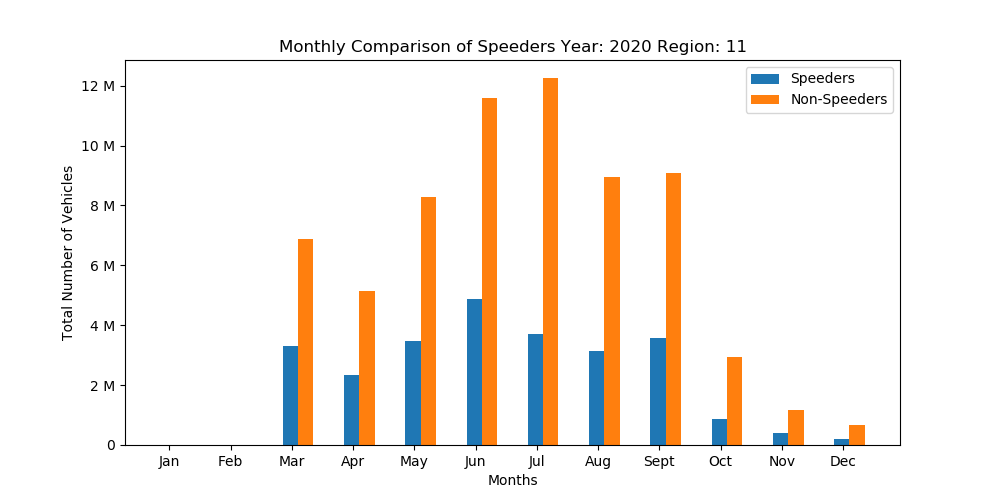 Monthly Comparison of Speeders Year: 2020 Region: 11
Speeders
Non-Speeders
Total Number of Vehicles
12 M
10 M
8 M
6 M
4 M
2 M
0
Jan Feb Mar Apr May Jun Jul Aug Sept Oct Nov Dec
Months